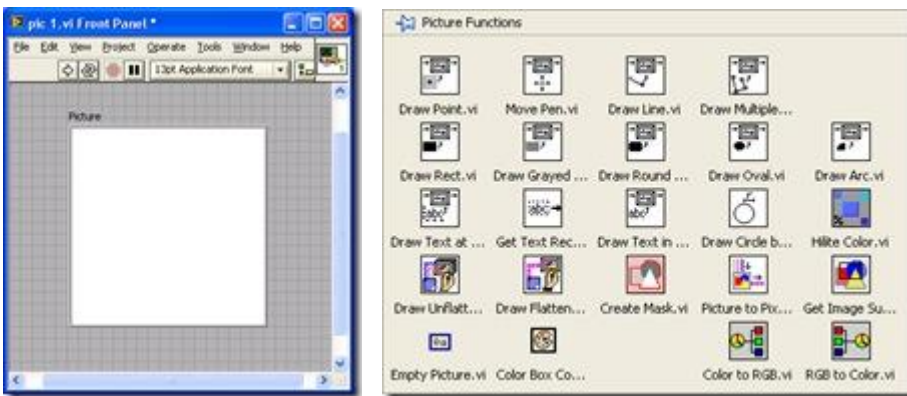 pic 1.vi Front Panel *
File Edit View Project Operate Tools Window Help
13pt Application Font
1
Picture
Picture Functions
Draw Point.vi Move Pen.vi Draw Line.vi Draw Multiple...
Draw Rect.vi Draw Grayed ... Draw Round ... Draw Oval.vi Draw Arc.vi
abc abc abc
Draw Text at ... Get Text Rec... Draw Text in ... Draw Circle b... Hilite Color.vi
Draw Unflatt... Draw Flatten... Create Mask.vi Picture to Pix... Get Image Su...
Empty Picture.vi Color Box Co... Color to RGB.vi RGB to Color.vi